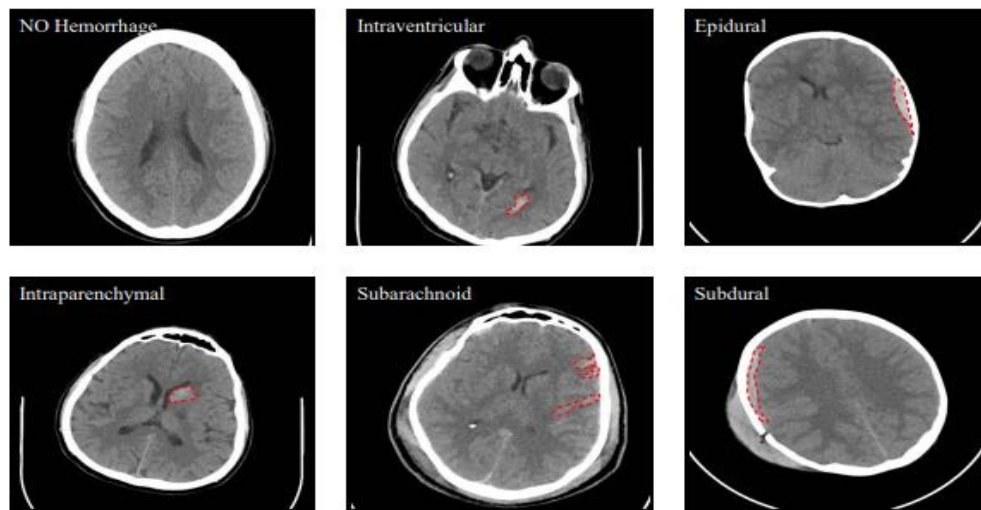 NO Hemorrhage
Intraventricular
Epidural
Intraparenchymal
Subarachnoid
Subdural